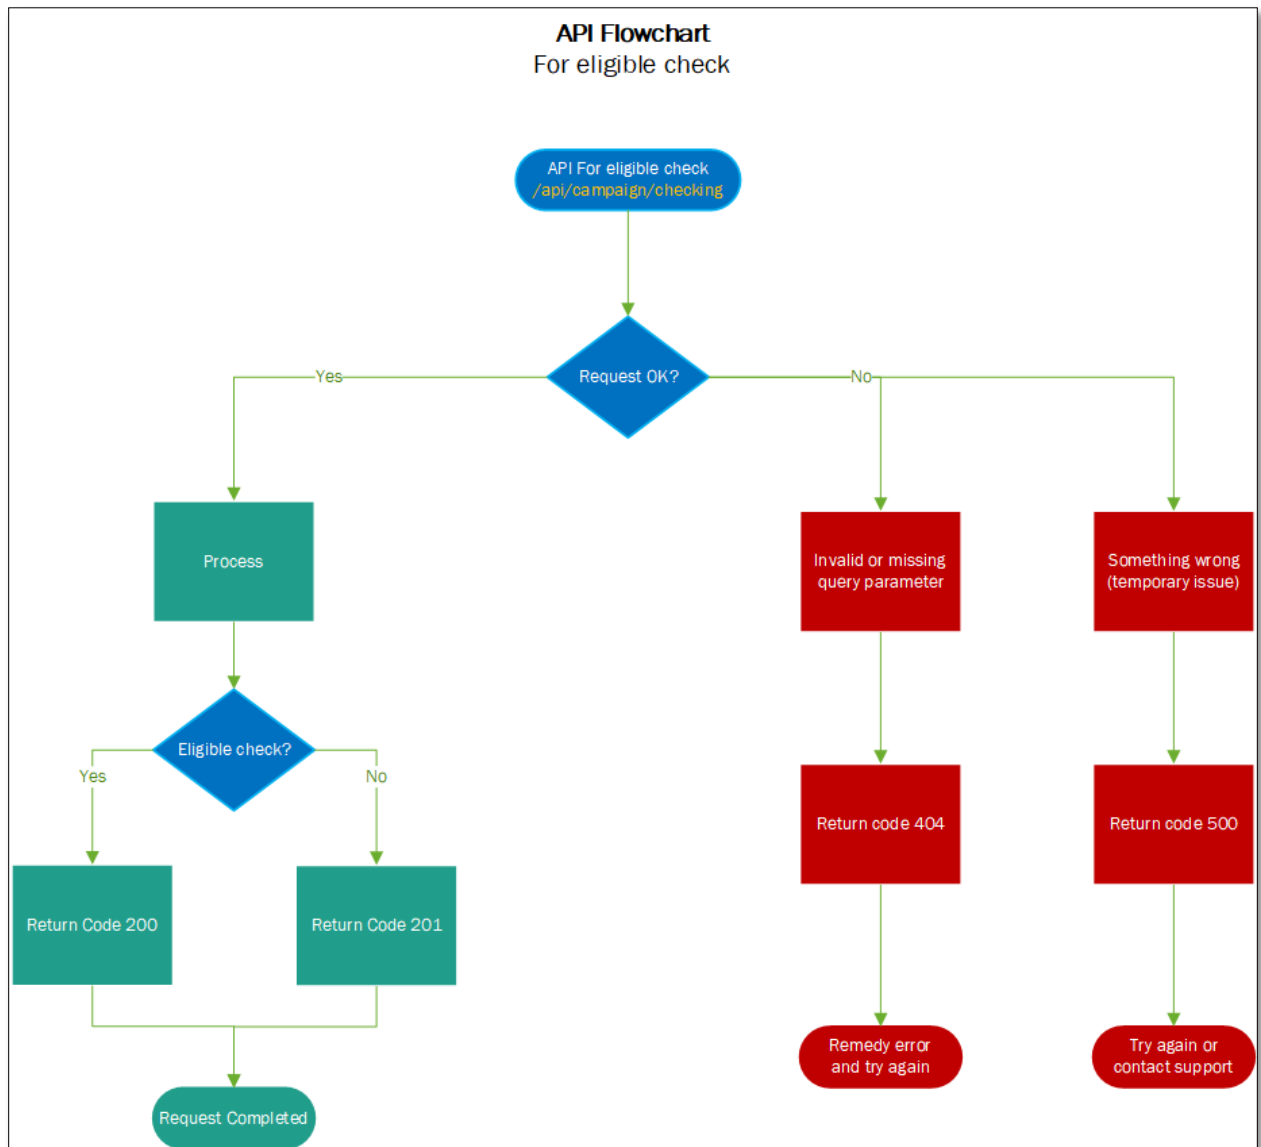 API Flowchart
For eligible check
API For eligible check
/api/campaign/checking
Request OK?
Yes
No
Process
Invalid or missing
query parameter
Something wrong
(temporary issue)
Eligible check?
Yes
No
Return code 404
Return code 500
Return Code 200
Return Code 201
Remedy error
and try again
Try again or
contact support
Request Completed